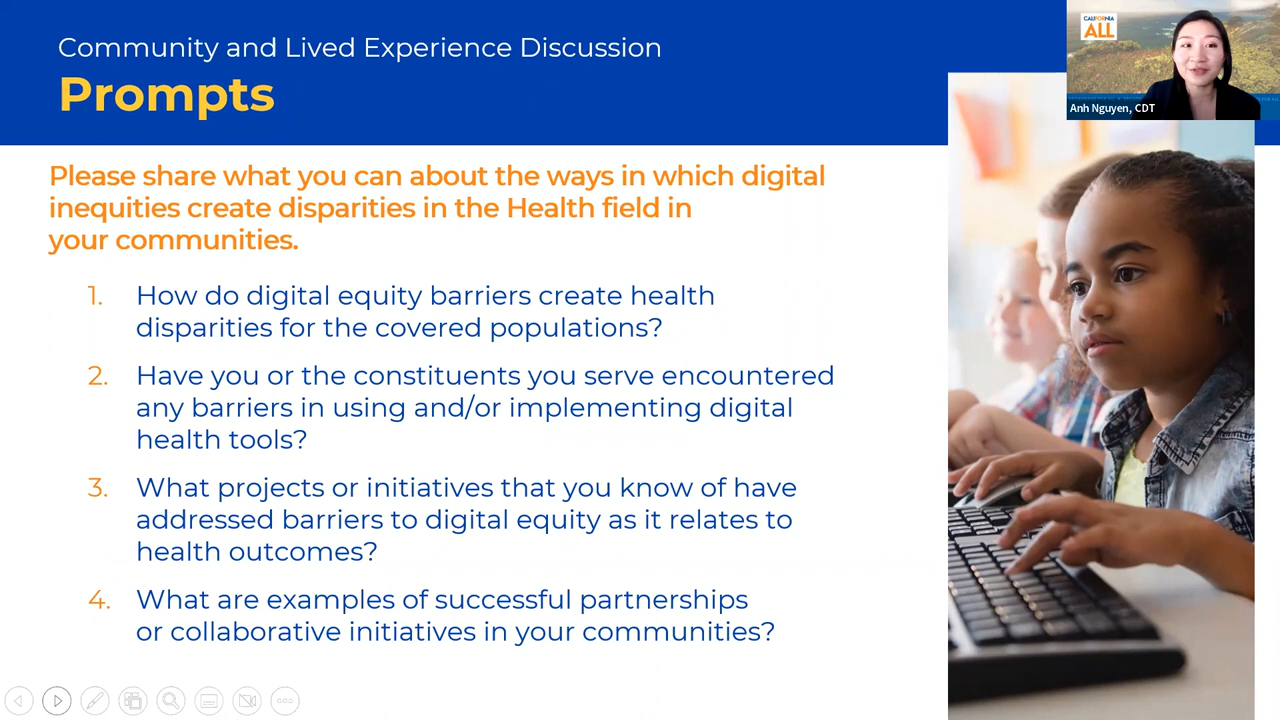 Community and Lived Experience Discussion
Prompts
CALIFORNIA
ALL
Anh Nguyen, CDT
Please share what you can about the ways in which digital
inequities create disparities in the Health field in
your communities.
1. How do digital equity barriers create health
disparities for the covered populations?
2. Have you or the constituents you serve encountered
any barriers in using and/or implementing digital
health tools?
3. What projects or initiatives that you know of have
addressed barriers to digital equity as it relates to
health outcomes?
4. What are examples of successful partnerships
or collaborative initiatives in your communities?